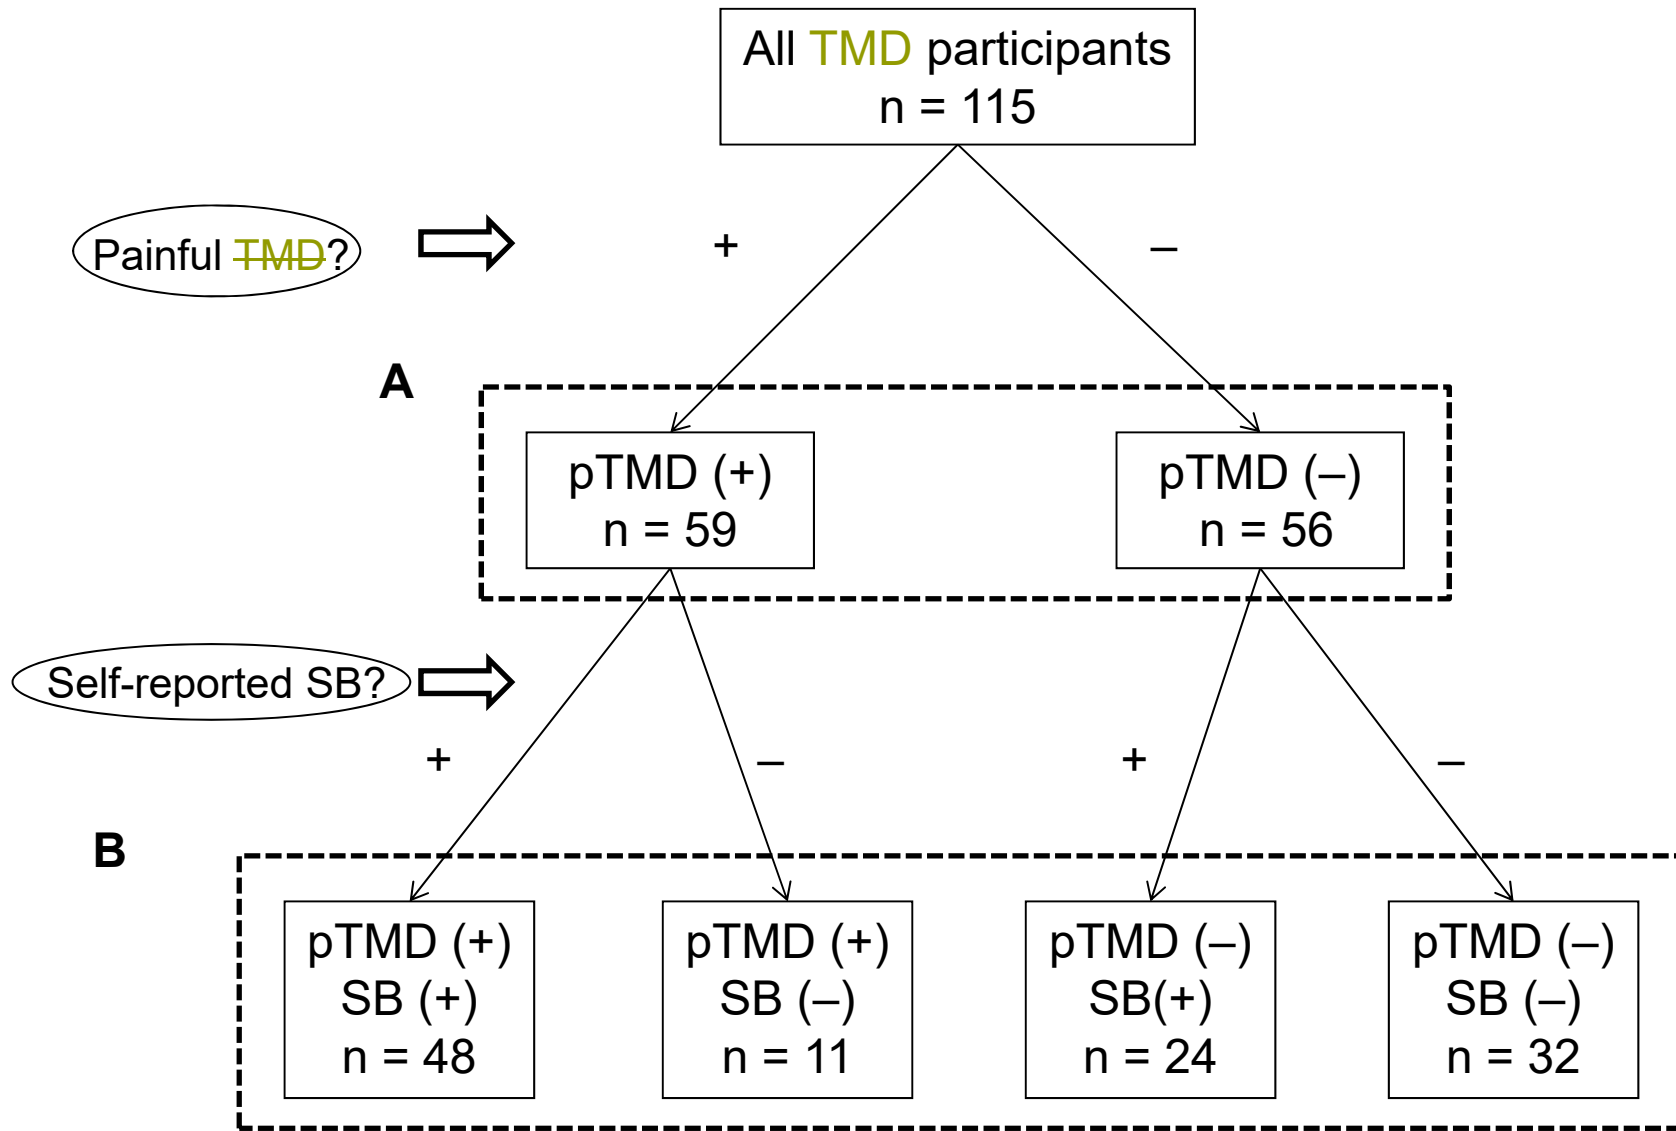 All TMD participants
n = 115
Painful TMD?
+
–
A
pTMD (+)
n = 59
pTMD (–)
n = 56
Self-reported SB?
+
–
+
–
B
pTMD (+)
SB (+)
n = 48
pTMD (+)
SB (–)
n = 11
pTMD (–)
SB(+)
n = 24
pTMD (–)
SB (–)
n = 32